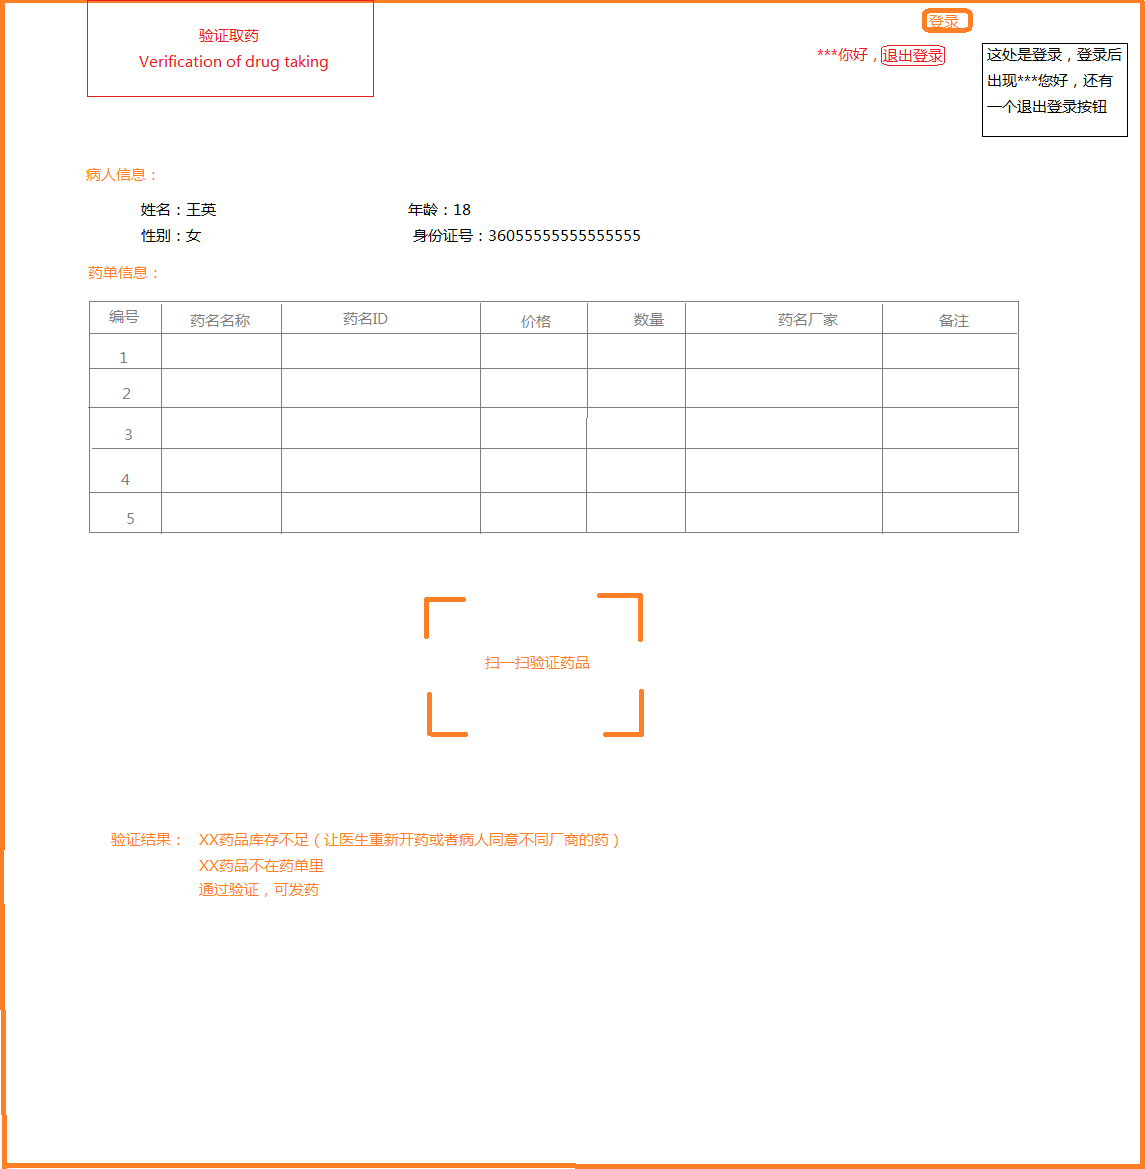 登录
验证取药
Verification of drug taking
***你好，退出登录
这处是登录，登录后
出现***您好，还有
一个退出登录按钮
病人信息：
姓名：王英 年龄：18
性别：女 身份证号：36055555555555555
药单信息：
编号 药名名称 药名ID 价格 数量 药名厂家 备注
1
2
3
4
5
扫一扫验证药品
验证结果： XX药品库存不足（让医生重新开药或者病人同意不同厂商的药）
XX药品不在药单里
通过验证，可发药